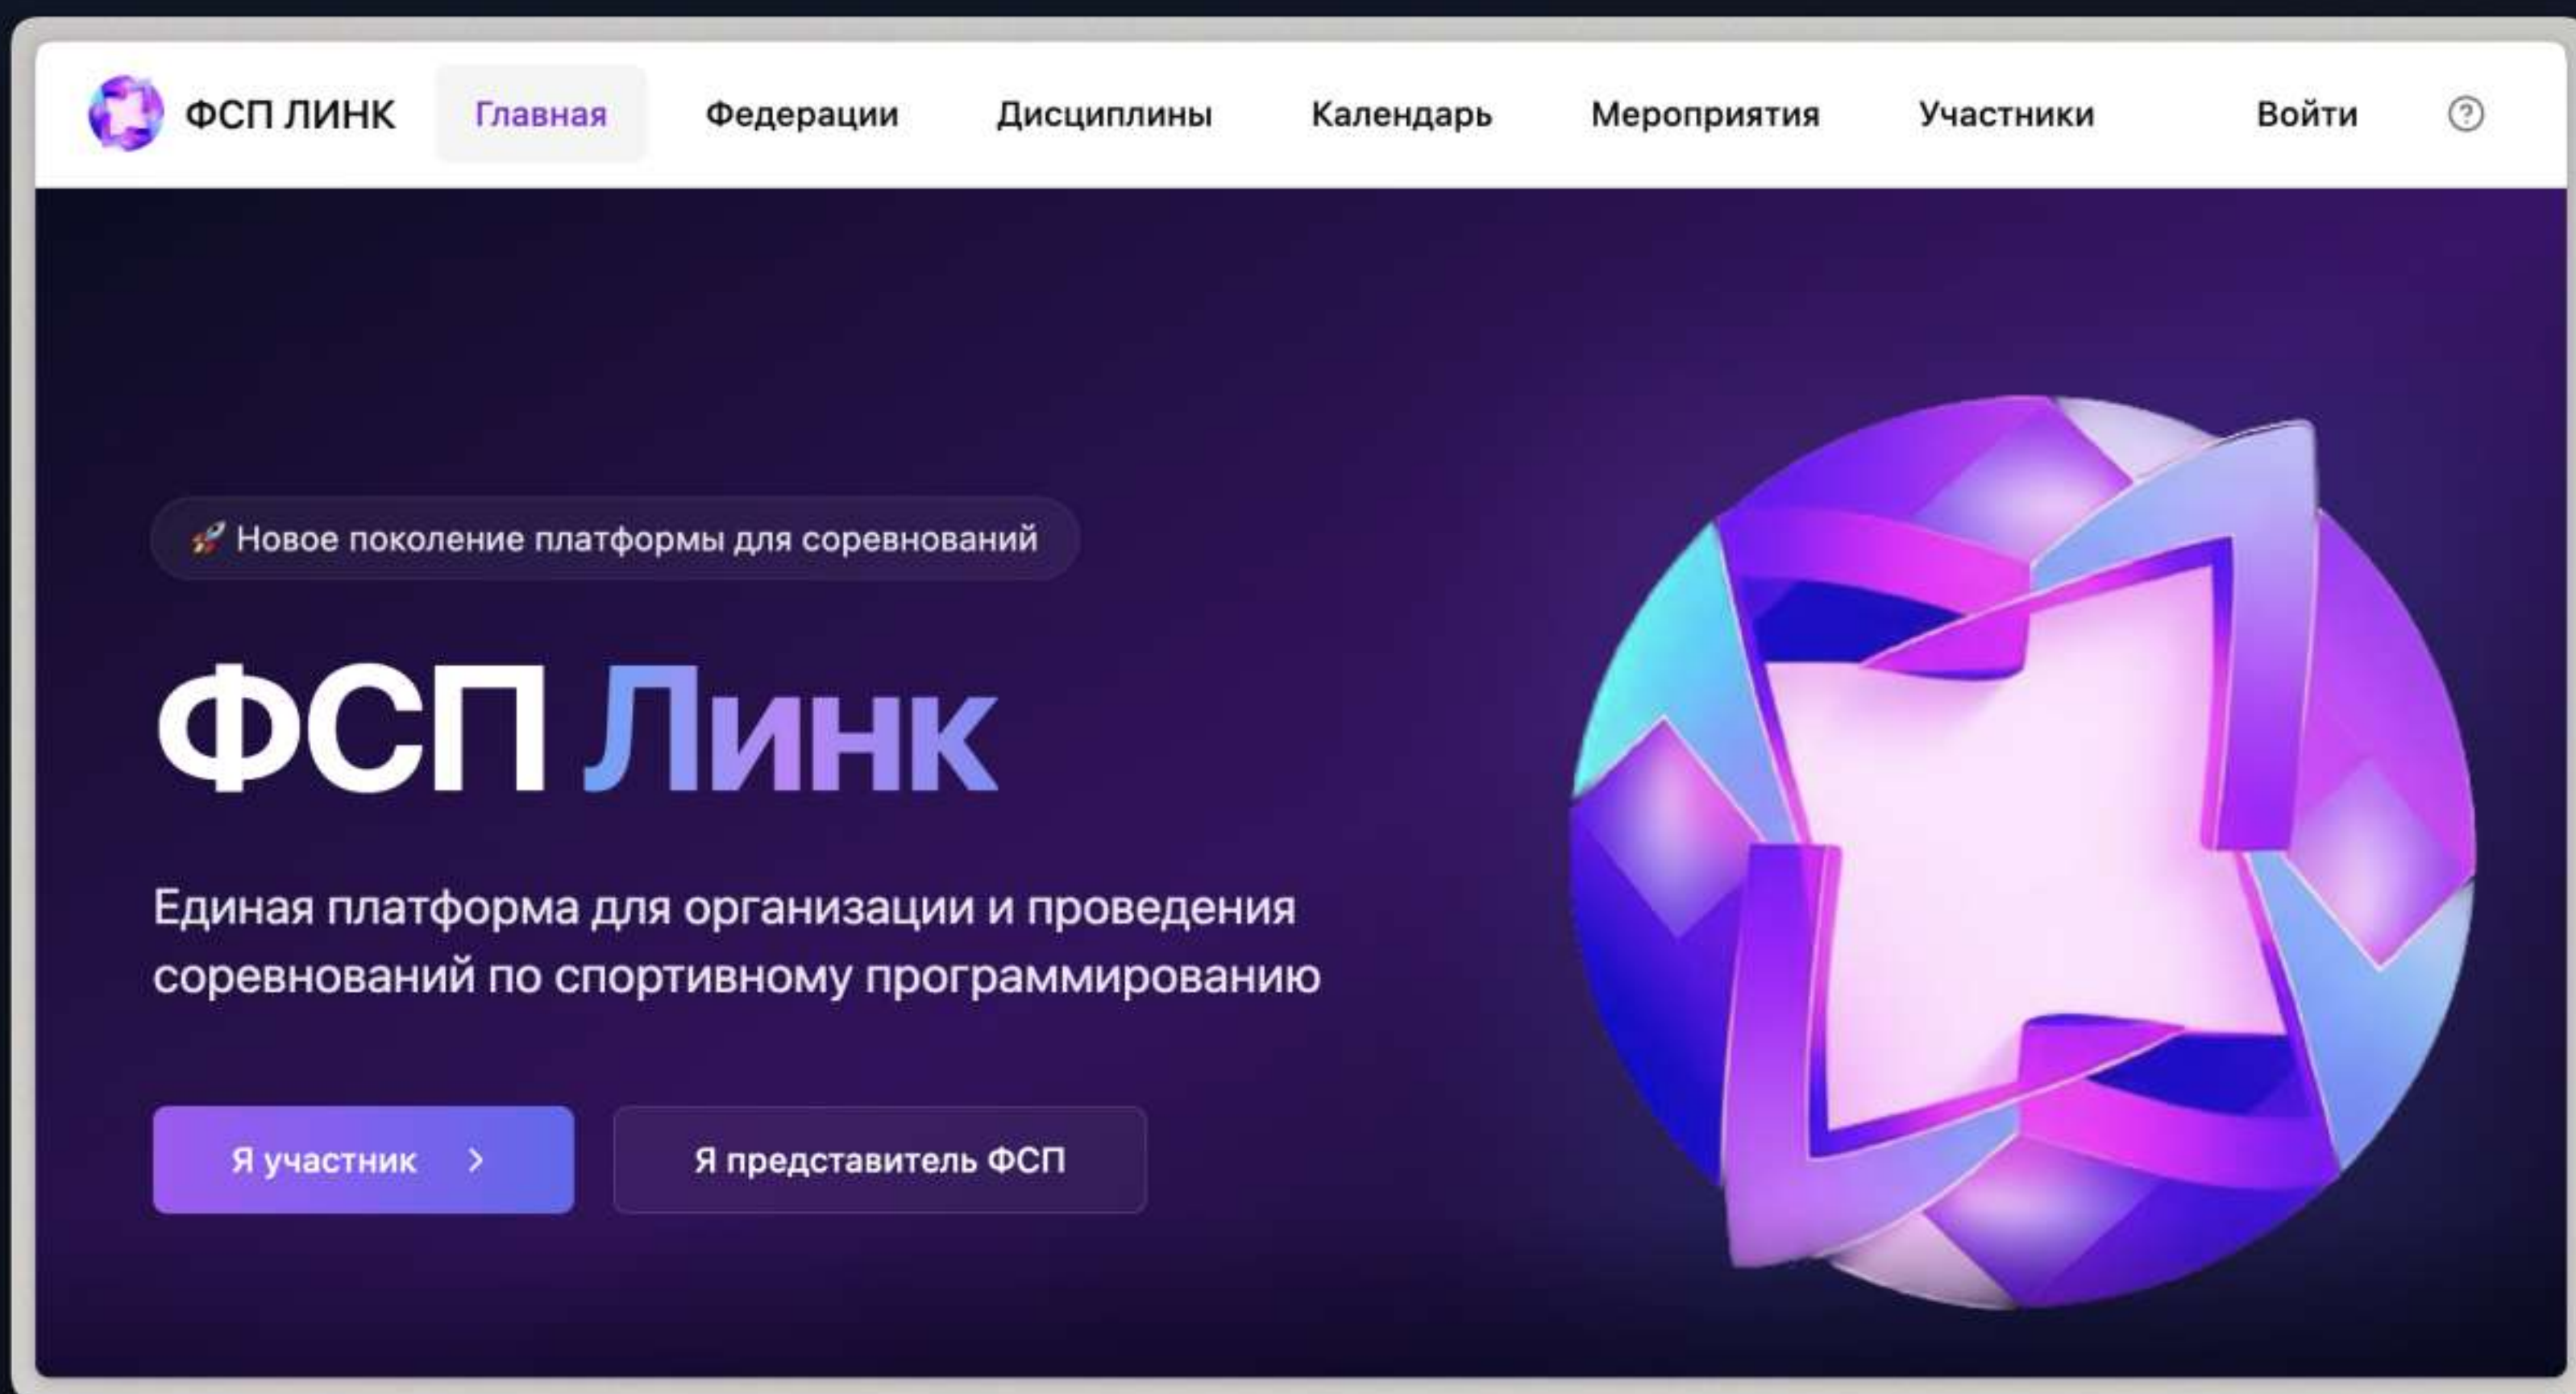 ФСП ЛИНК
Главная
Федерации
Дисциплины
Календарь
Мероприятия
Участники
Войти
?
🚀 Новое поколение платформы для соревнований
ФСП Линк
Единая платформа для организации и проведения
соревнований по спортивному программированию
Я участник
Я представитель ФСП